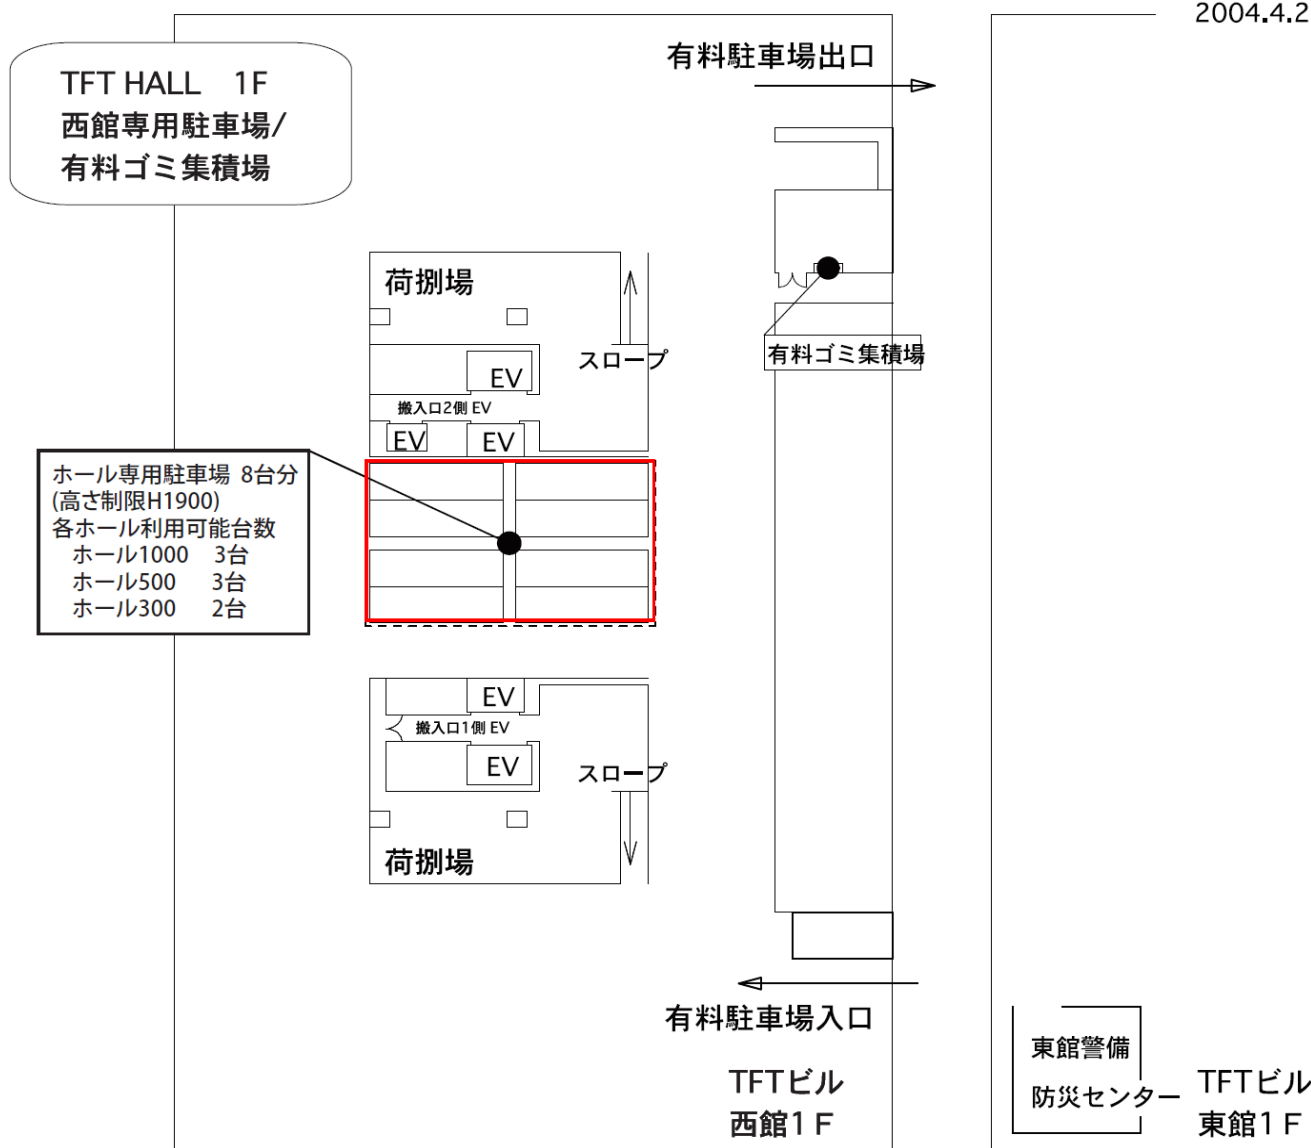 2004.4.2
TFT HALL 1F
西館専用駐車場/
有料ゴミ集積場
有料駐車場出口
荷捌場
スロープ
EV
搬入口2側 EV
EV
EV
有料ゴミ集積場
ホール専用駐車場 8台分
(高さ制限H1900)
各ホール利用可能台数
ホール1000 3台
ホール500 3台
ホール300 2台
EV
搬入口1側 EV
EV
スロープ
荷捌場
有料駐車場入口
TFTビル
西館1F
東館警備
防災センター
TFTビル
東館1F